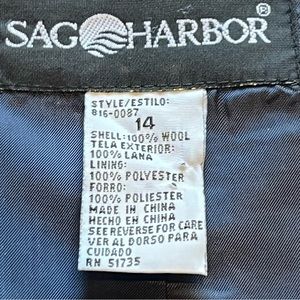 SAG HARBOR®
STYLE/ESTILO:
816-0087
14
SHELL:100% WOOL
TELA EXTERIOR:
100% LANA
LINING:
100% POLYESTER
FORRO:
100% POLIESTER
MADE IN CHINA
HECHO EN CHINA
SEE REVERSE FOR CARE
VER AL DORSO PARA
CUIDADO
RN 51735